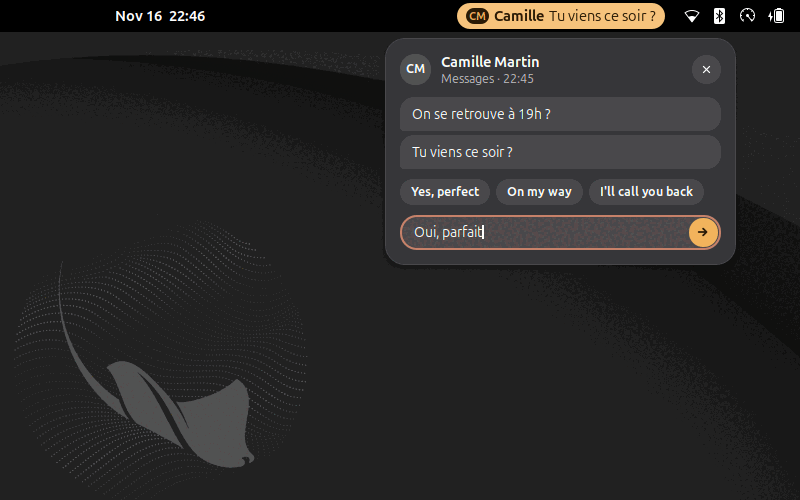 Nov 16 22:46
CM Camille Tu viens ce soir ?
CM
Camille Martin
Messages · 22:45
On se retrouve à 19h ?
Tu viens ce soir ?
Yes, perfect
On my way
I'll call you back
Oui, parfait